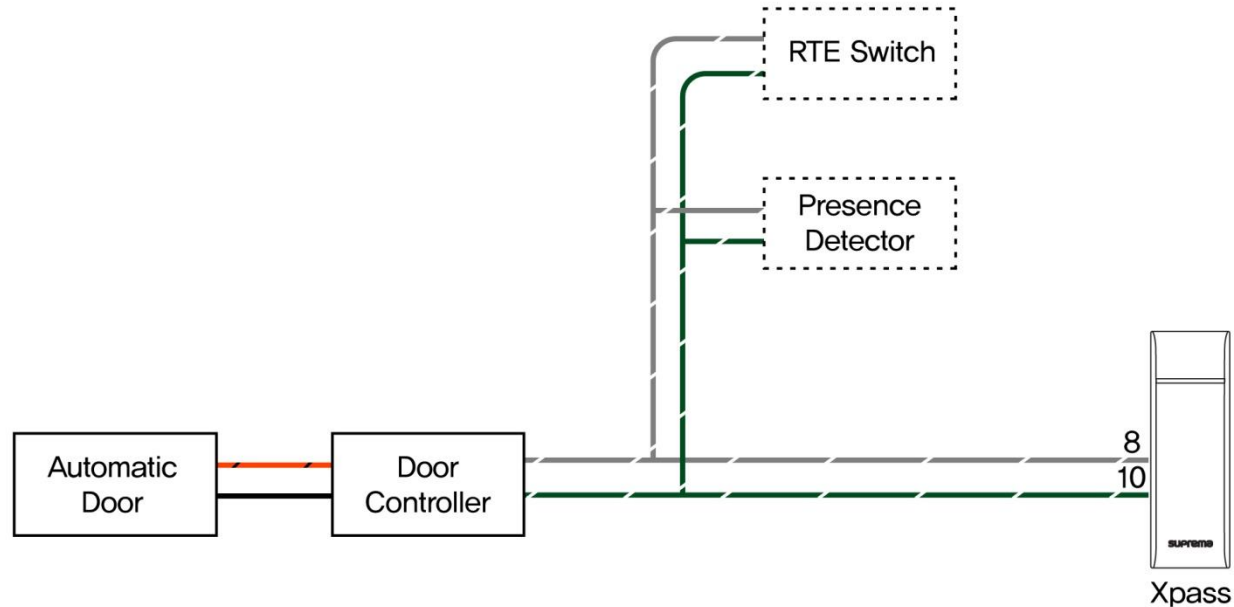 RTE Switch
Presence
Detector
8
10
Automatic
Door
Door
Controller
suprema
Xpass